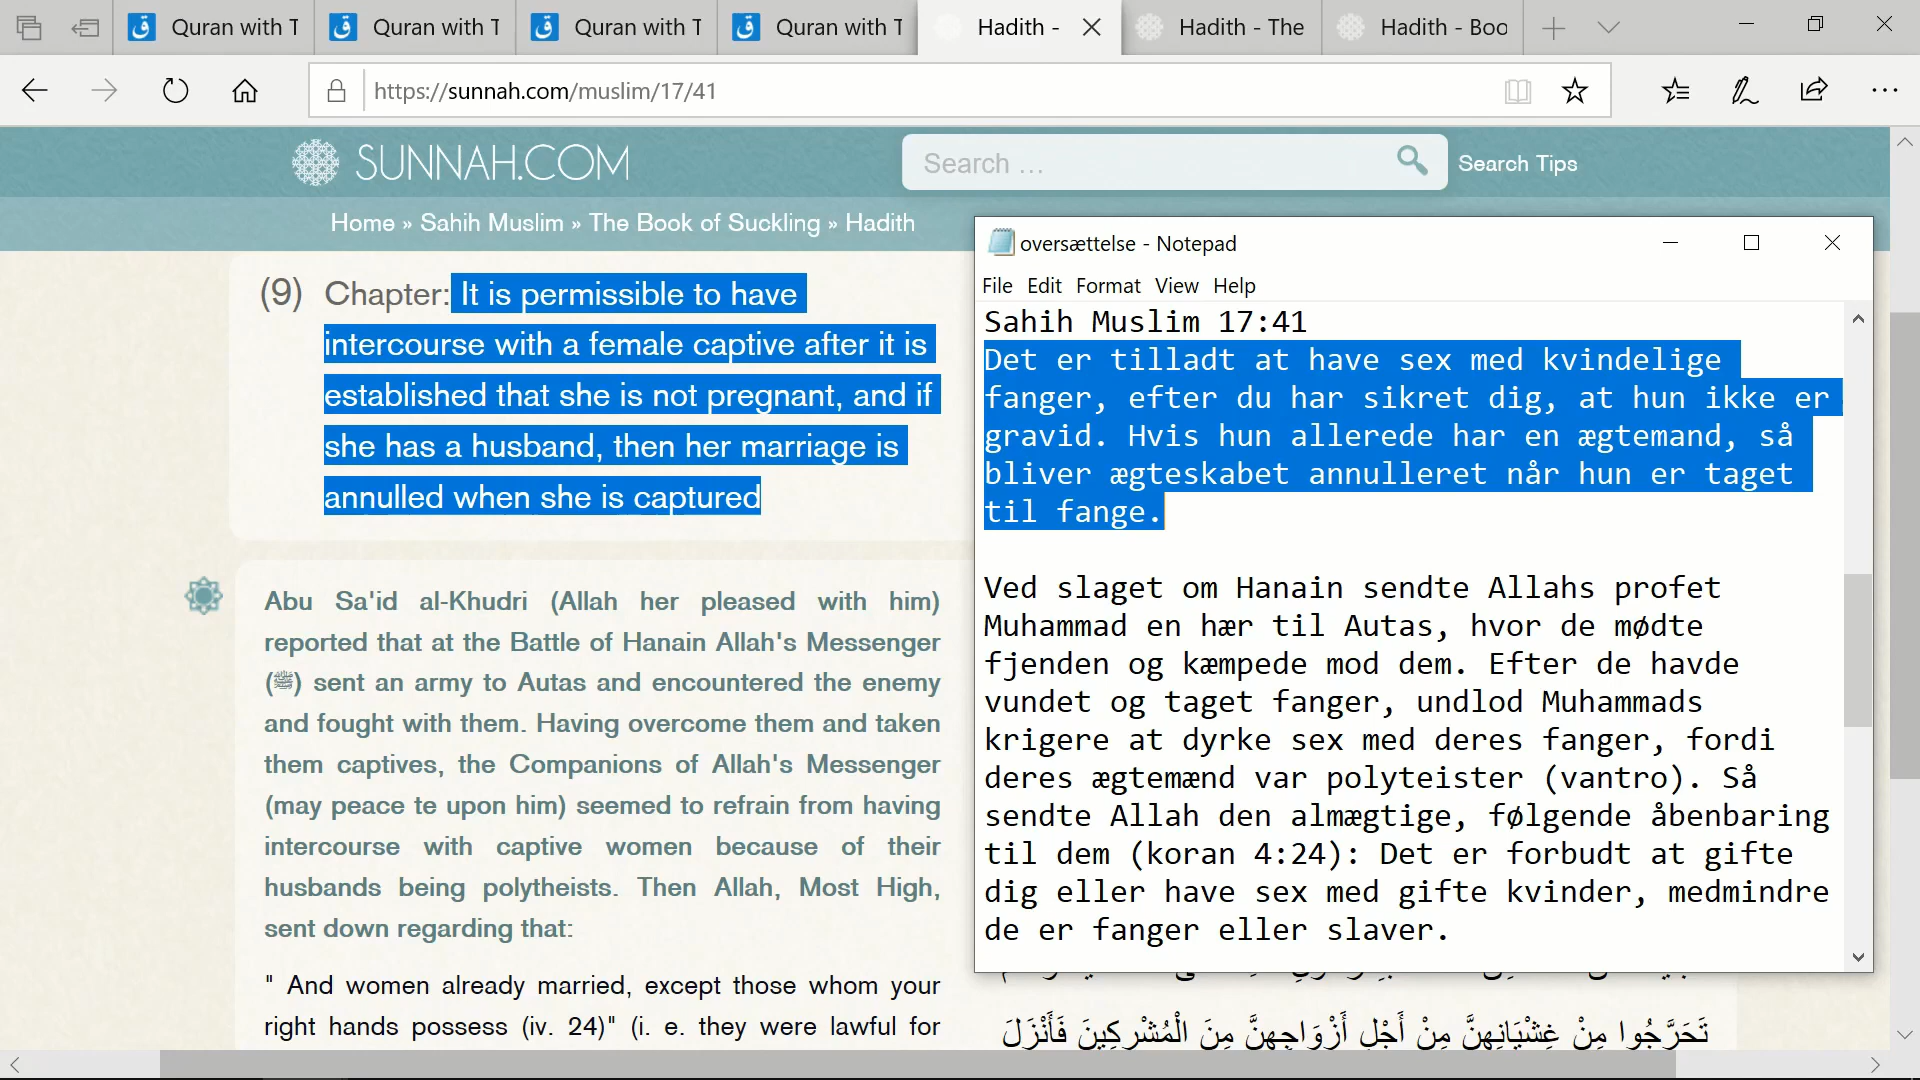 Quran with T
Quran with T
Quran with T
Quran with T
Hadith -
Hadith - The
Hadith - Boo
https://sunnah.com/muslim/17/41
SUNNAH.COM
Search ...
Search Tips
Home » Sahih Muslim » The Book of Suckling » Hadith
(9) Chapter: It is permissible to have
intercourse with a female captive after it is
established that she is not pregnant, and if
she has a husband, then her marriage is
annulled when she is captured
Abu Sa'id al-Khudri (Allah her pleased with him)
reported that at the Battle of Hanain Allah's Messenger
(ﷺ) sent an army to Autas and encountered the enemy
and fought with them. Having overcome them and taken
them captives, the Companions of Allah's Messenger
(may peace te upon him) seemed to refrain from having
intercourse with captive women because of their
husbands being polytheists. Then Allah, Most High,
sent down regarding that:
" And women already married, except those whom your
right hands possess (iv. 24)" (i. e. they were lawful for
oversættelse - Notepad
File Edit Format View Help
Sahih Muslim 17:41
Det er tilladt at have sex med kvindelige
fanger, efter du har sikret dig, at hun ikke er
gravid. Hvis hun allerede har en ægtemand, så
bliver ægteskabet annulleret når hun er taget
til fange.
Ved slaget om Hanain sendte Allahs profet
Muhammad en hær til Autas, hvor de mødte
fjenden og kæmpede mod dem. Efter de havde
vundet og taget fanger, undlod Muhammads
krigere at dyrke sex med deres fanger, fordi
deres ægtemænd var polyteister (vantro). Så
sendte Allah den almægtige, følgende åbenbaring
til dem (koran 4:24): Det er forbudt at gifte
dig eller have sex med gifte kvinder, medmindre
de er fanger eller slaver.
تَحَرَّجُوا مِنْ غِشْيَانِهِنَّ مِنْ أَجْلِ أَزْوَاجِهِنَّ مِنَ الْمُشْرِكِينَ فَأَنْزَلَ